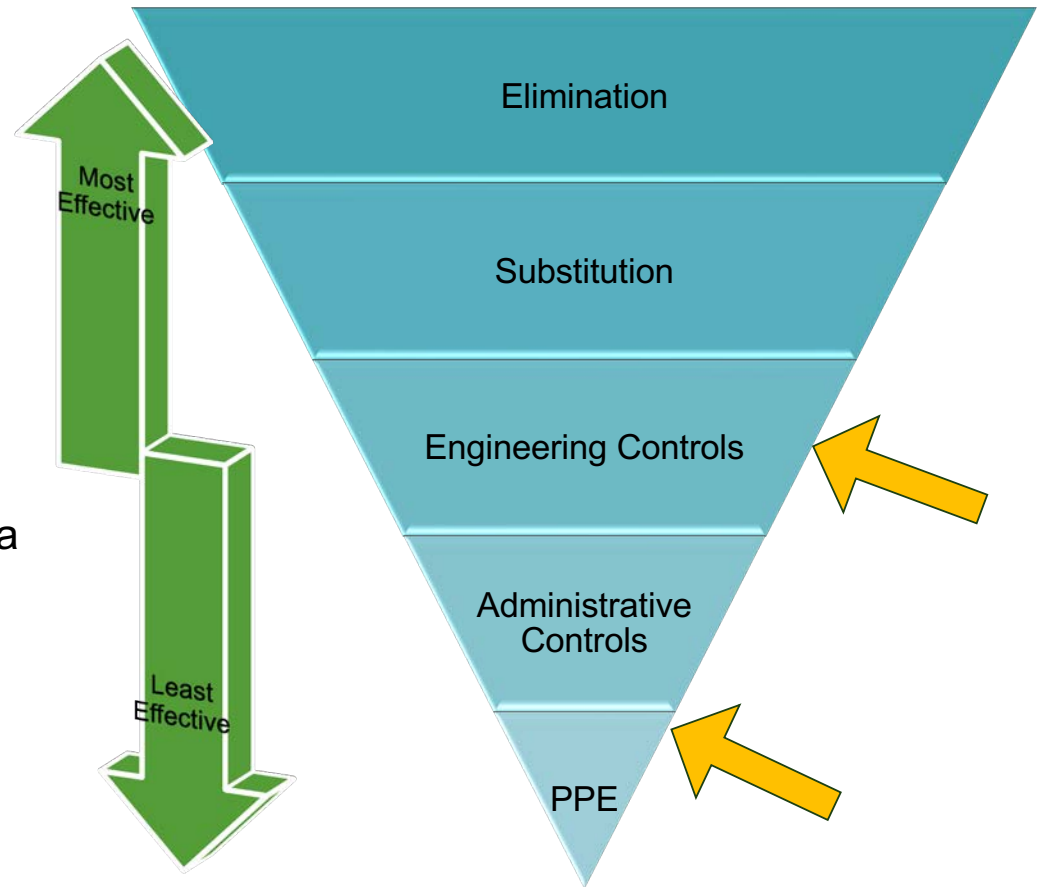 Elimination
Most
Effective
Substitution
Engineering Controls
a
Administrative
Controls
Least
Effective
PPE